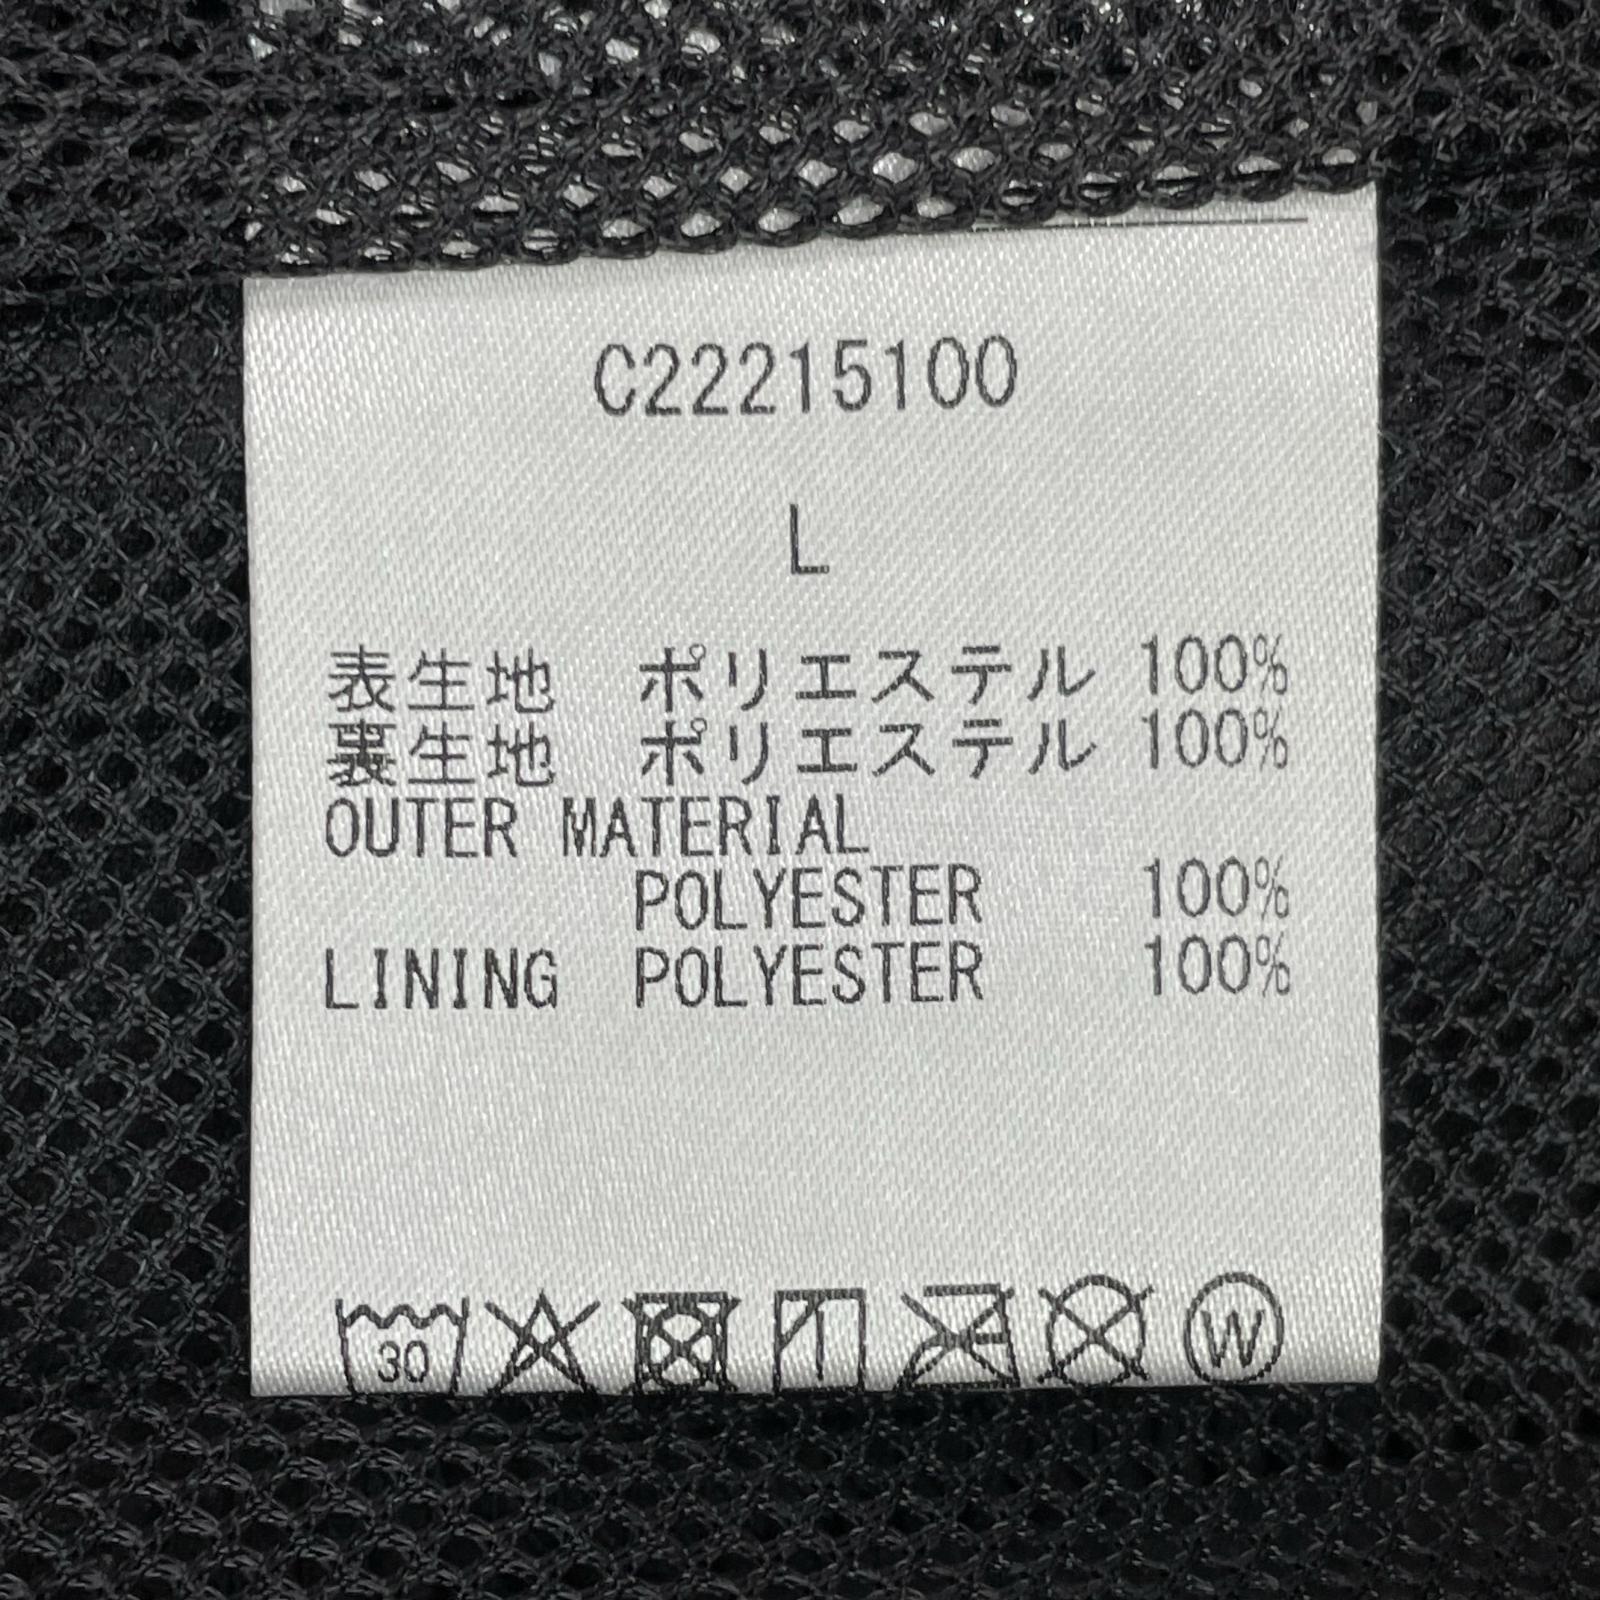 C22215100
L
表生地 ポリエステル 100%
裏生地 ポリエステル 100%
OUTER MATERIAL
POLYESTER 100%
LINING POLYESTER 100%
30 W